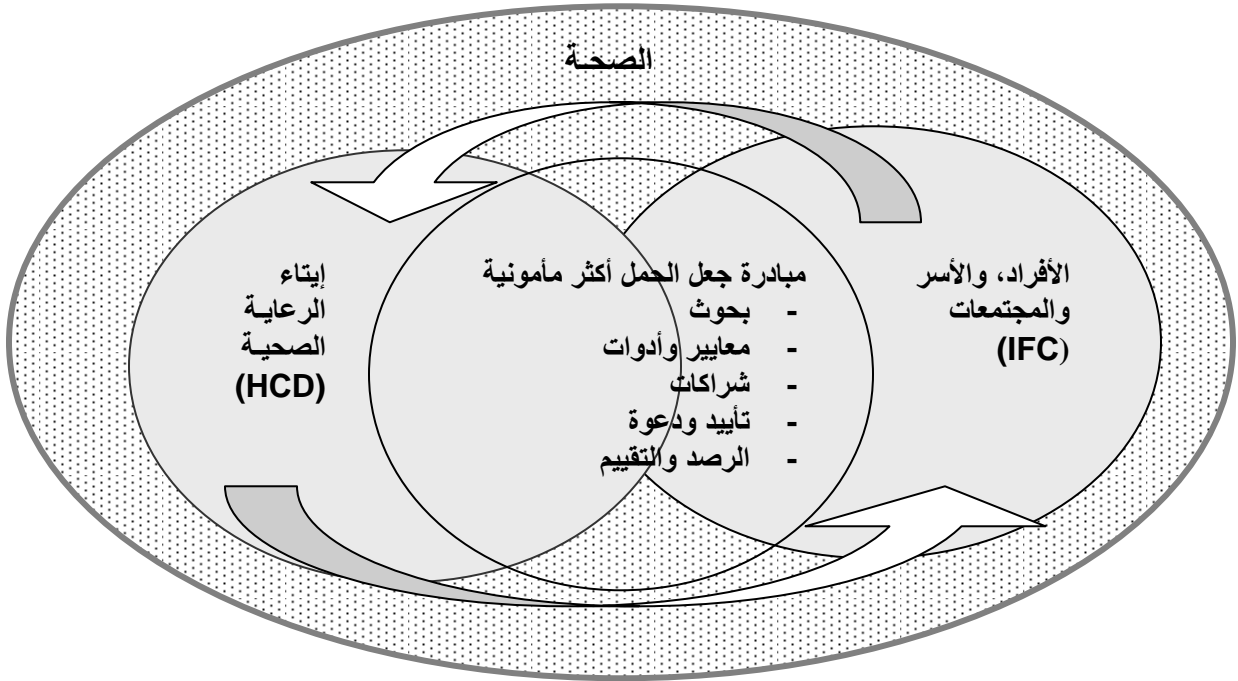 الصحـة
الأفراد، والأسر
والمجتمعات
(IFC)
مبادرة جعل الحمل أكثر مأمونية
- بحوث
- معايير وأدوات
- شراكات
- تأييد ودعوة
- الرصد والتقييم
إيتاء
الرعايـة
الصحيـة
(HCD)